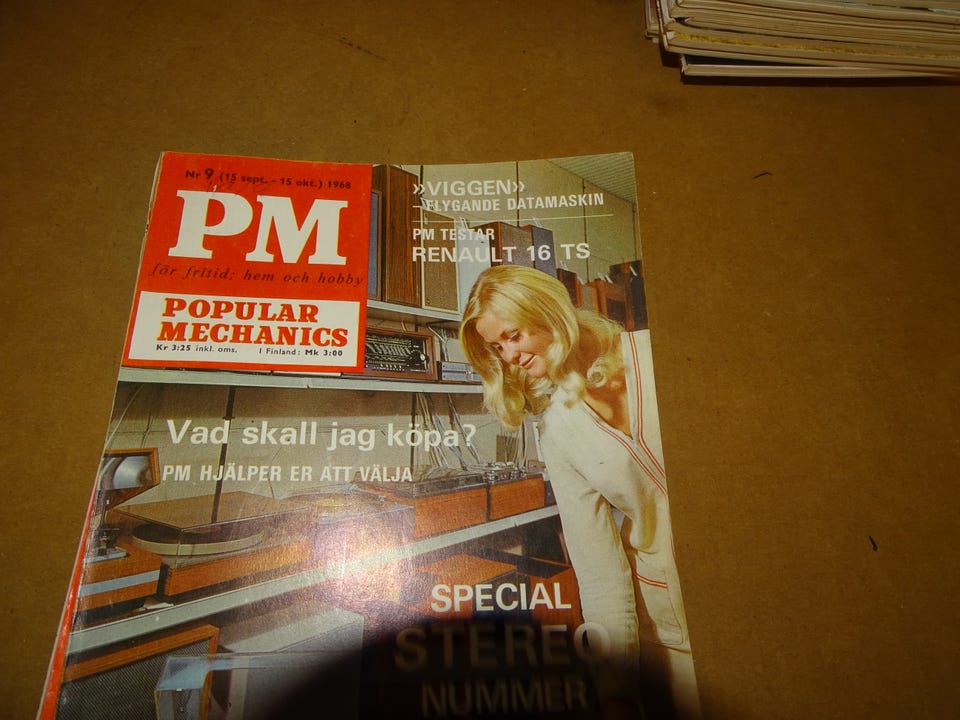 Nr 9 (15 sept. - 15 okt.) 1968
PM
för fritid; hem och hobby
POPULAR
MECHANICS
Kr 3:25 inkl. oms. I Finland: Mk 3:00
»VIGGEN»
-FLYGANDE DATAMASKIN
PM TESTAR
RENAULT 16 TS
Vad skall jag köpa?
PM HJÄLPER ER ATT VÄLJA
SPECIAL
STEREO
NUMMER